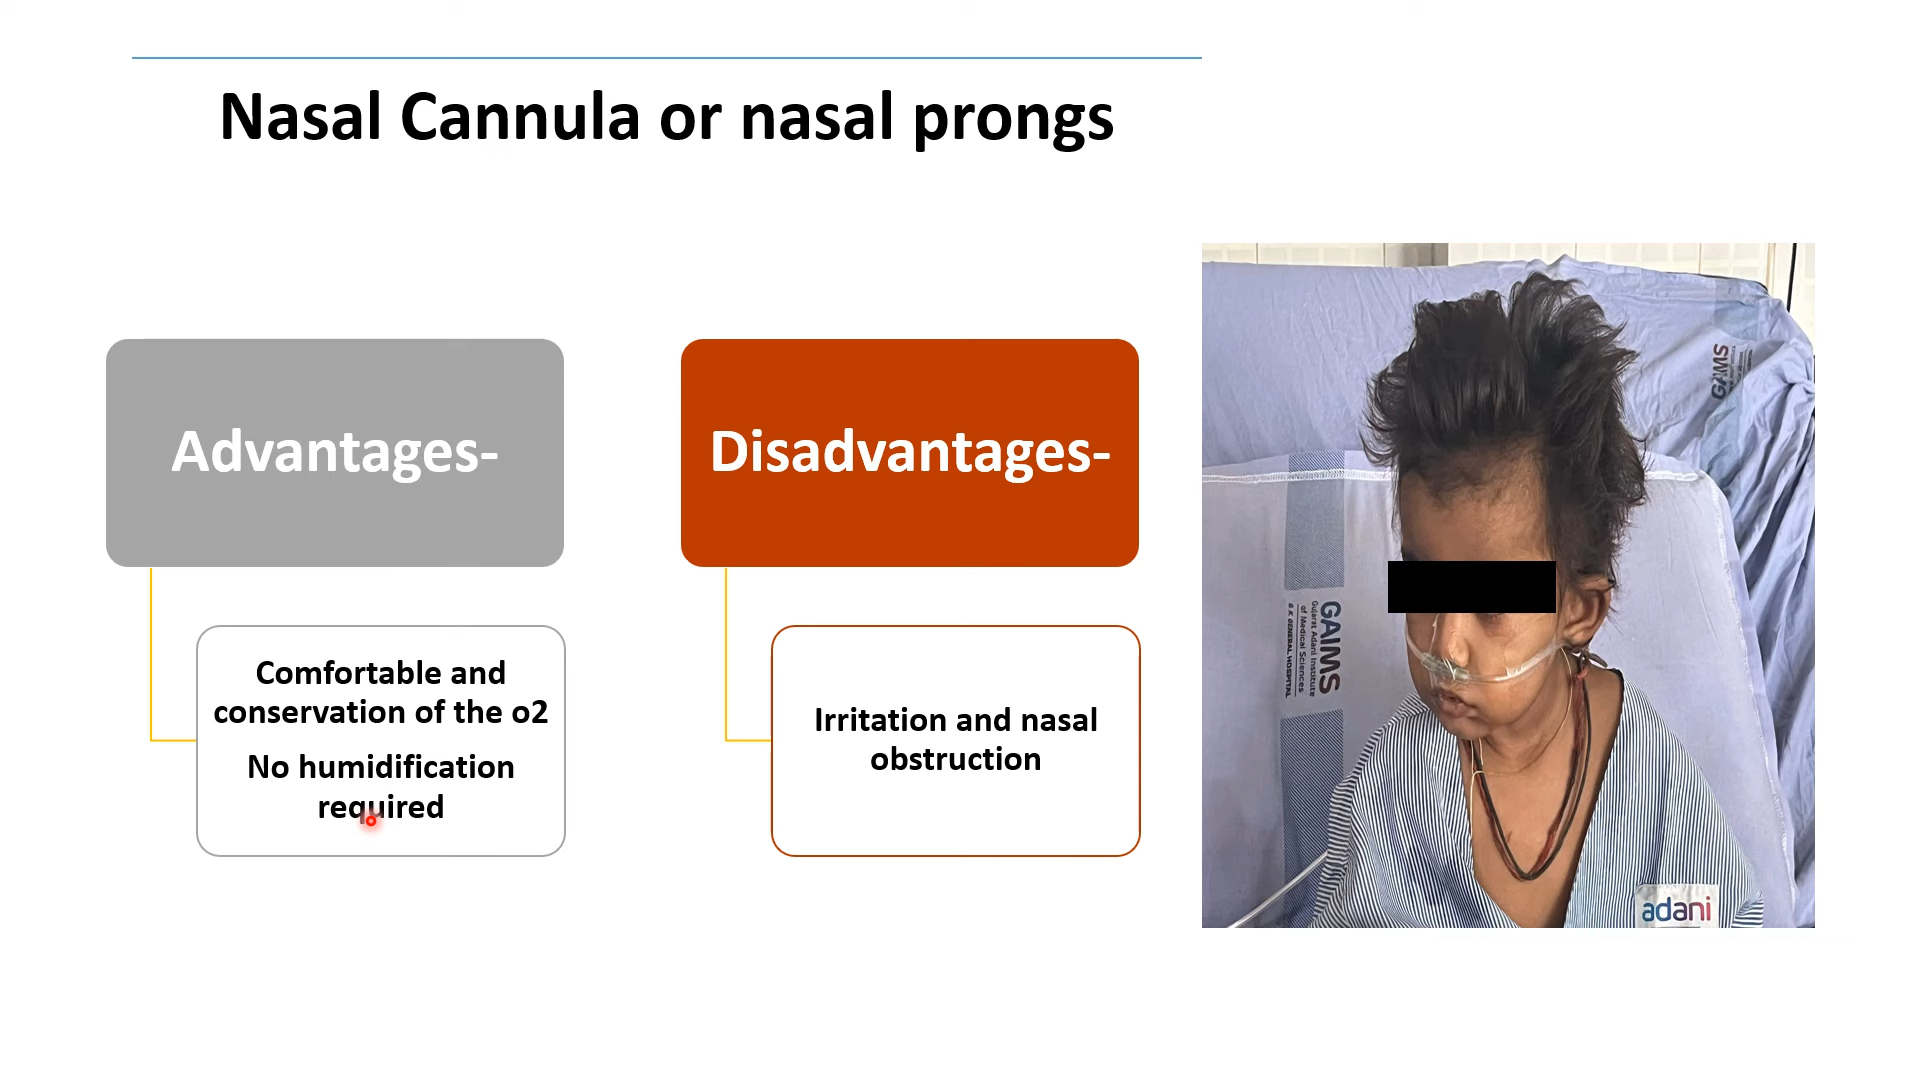 Nasal Cannula or nasal prongs
Advantages-
Disadvantages-
Comfortable and
conservation of the o2
No humidification
required
Irritation and nasal
obstruction
GAIMS
GAIMS
Gujarat Adani Institute
of Medical Sciences
G.K. GENERAL HOSPITAL
adani